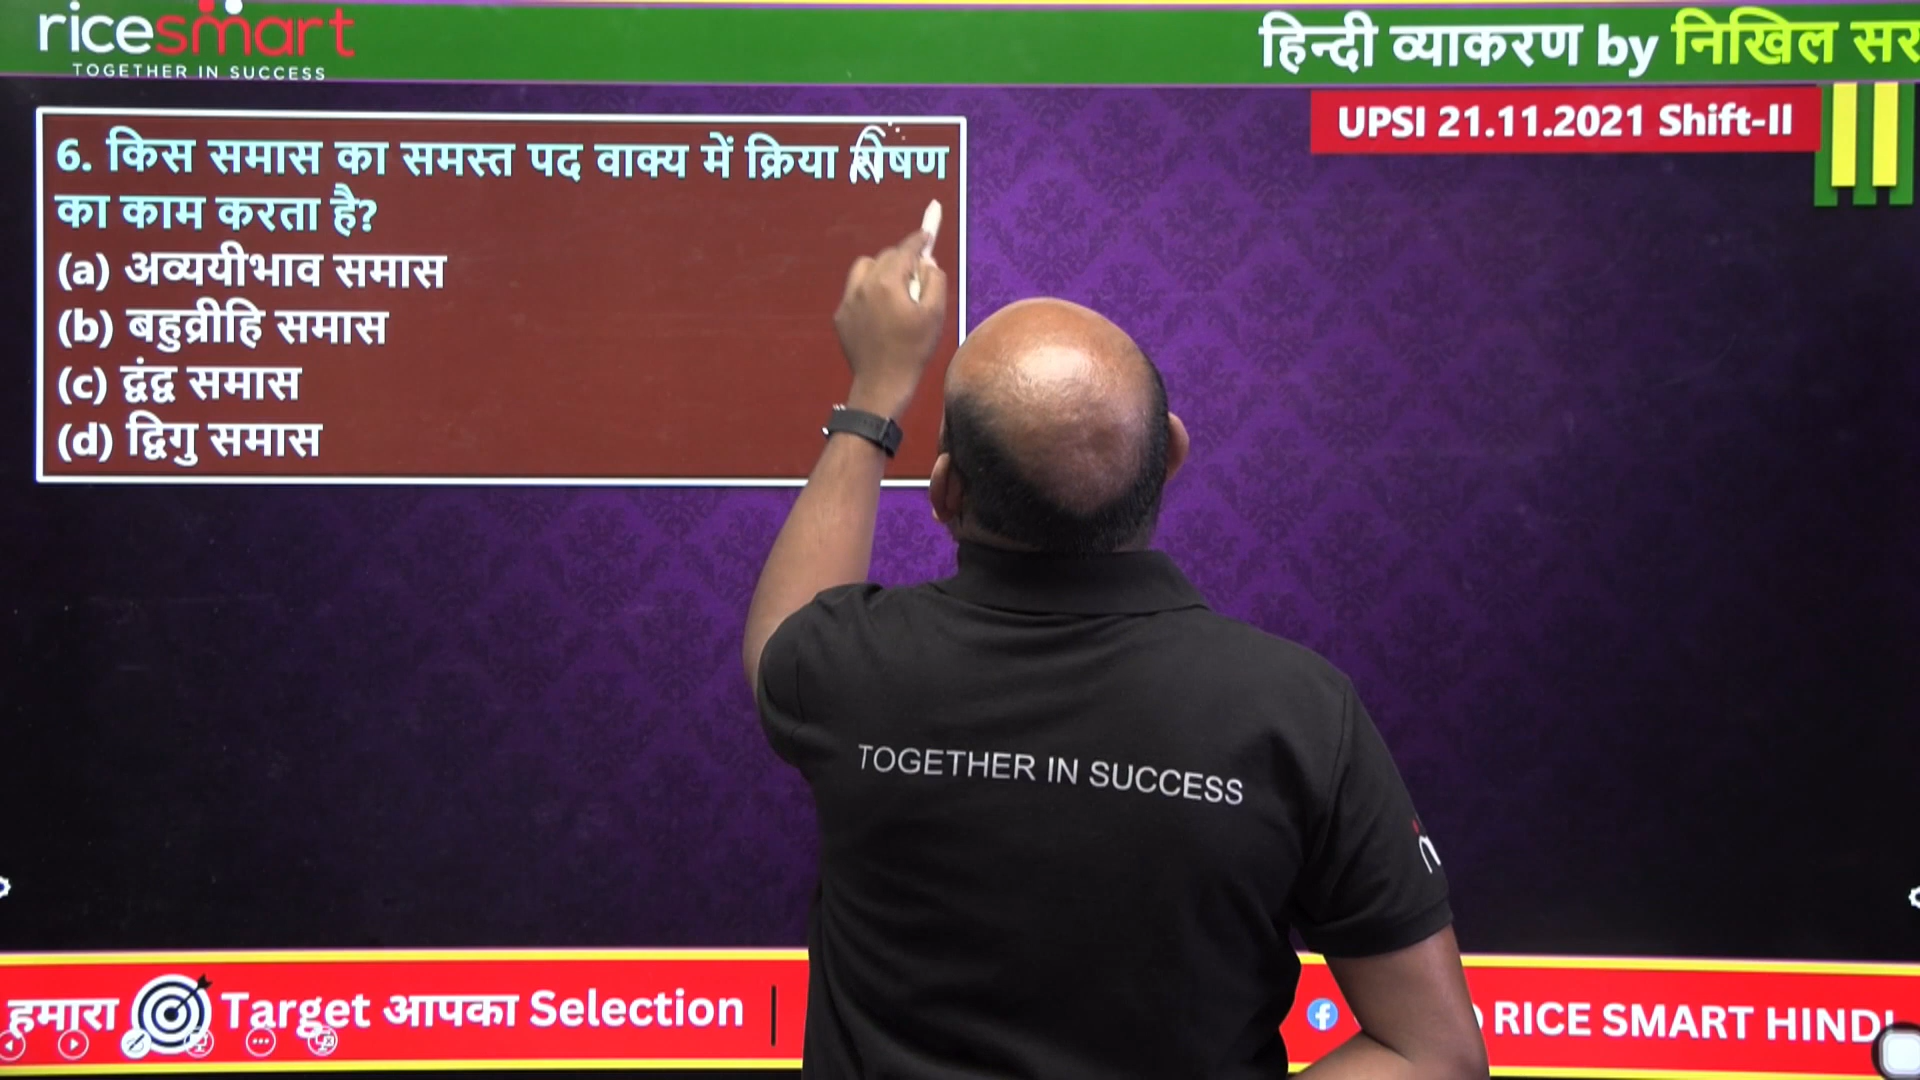 ricesmart
TOGETHER IN SUCCESS
हिन्दी व्याकरण by निखिल सर
UPSI 21.11.2021 Shift-II
6. किस समास का समस्त पद वाक्य में क्रिया
का काम करता है?
(a) अव्ययीभाव समास
(b) बहुव्रीहि समास
(c) द्वंद्व समास
(d) द्विगु समास
TOGETHER IN SUCCESS
हमारा Target आपका Selection
RICE SMART HINDI